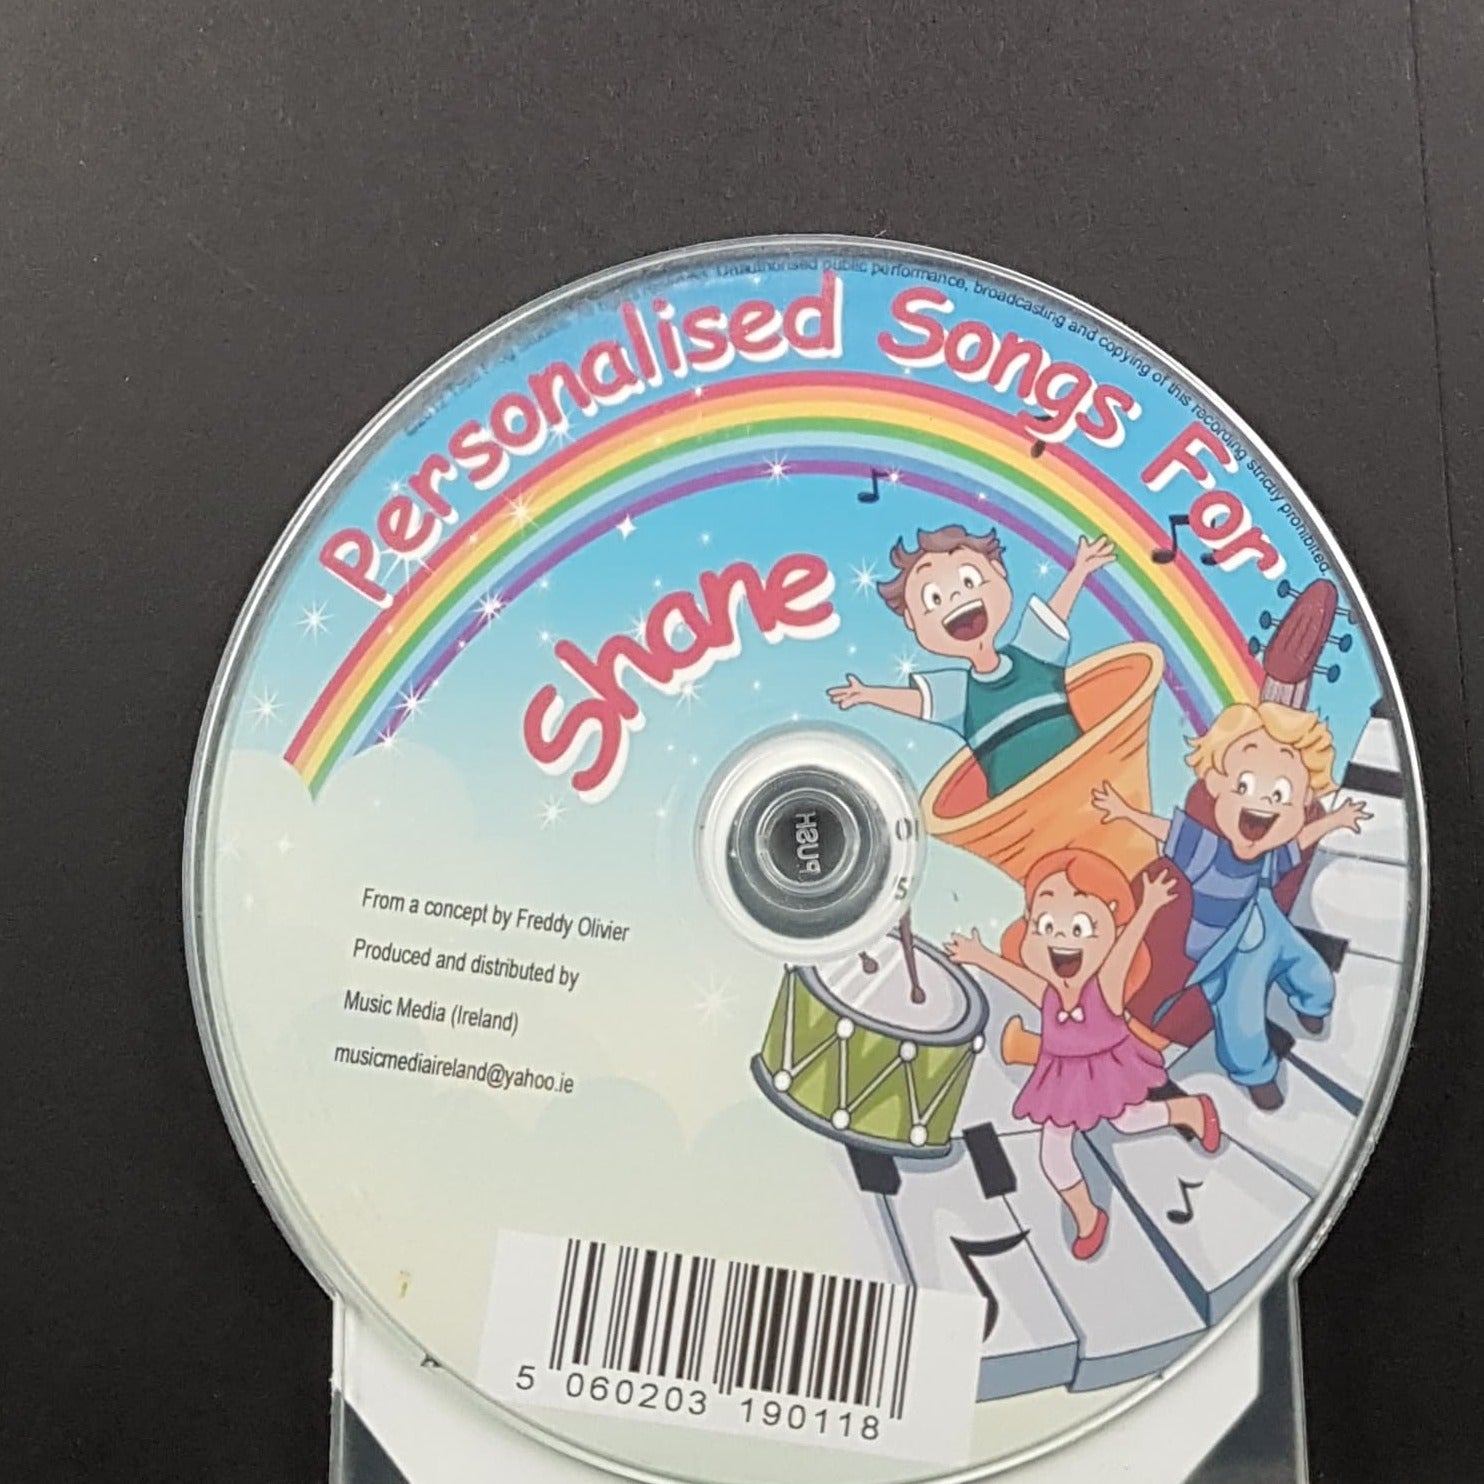 Unauthorised public performance, broadcasting and copying of this recording strictly prohibited.
Personalised Songs For
Shane
PUSH
From a concept by Freddy Olivier
Produced and distributed by
Music Media (Ireland)
musicmediaireland@yahoo.ie
5 060203 190118